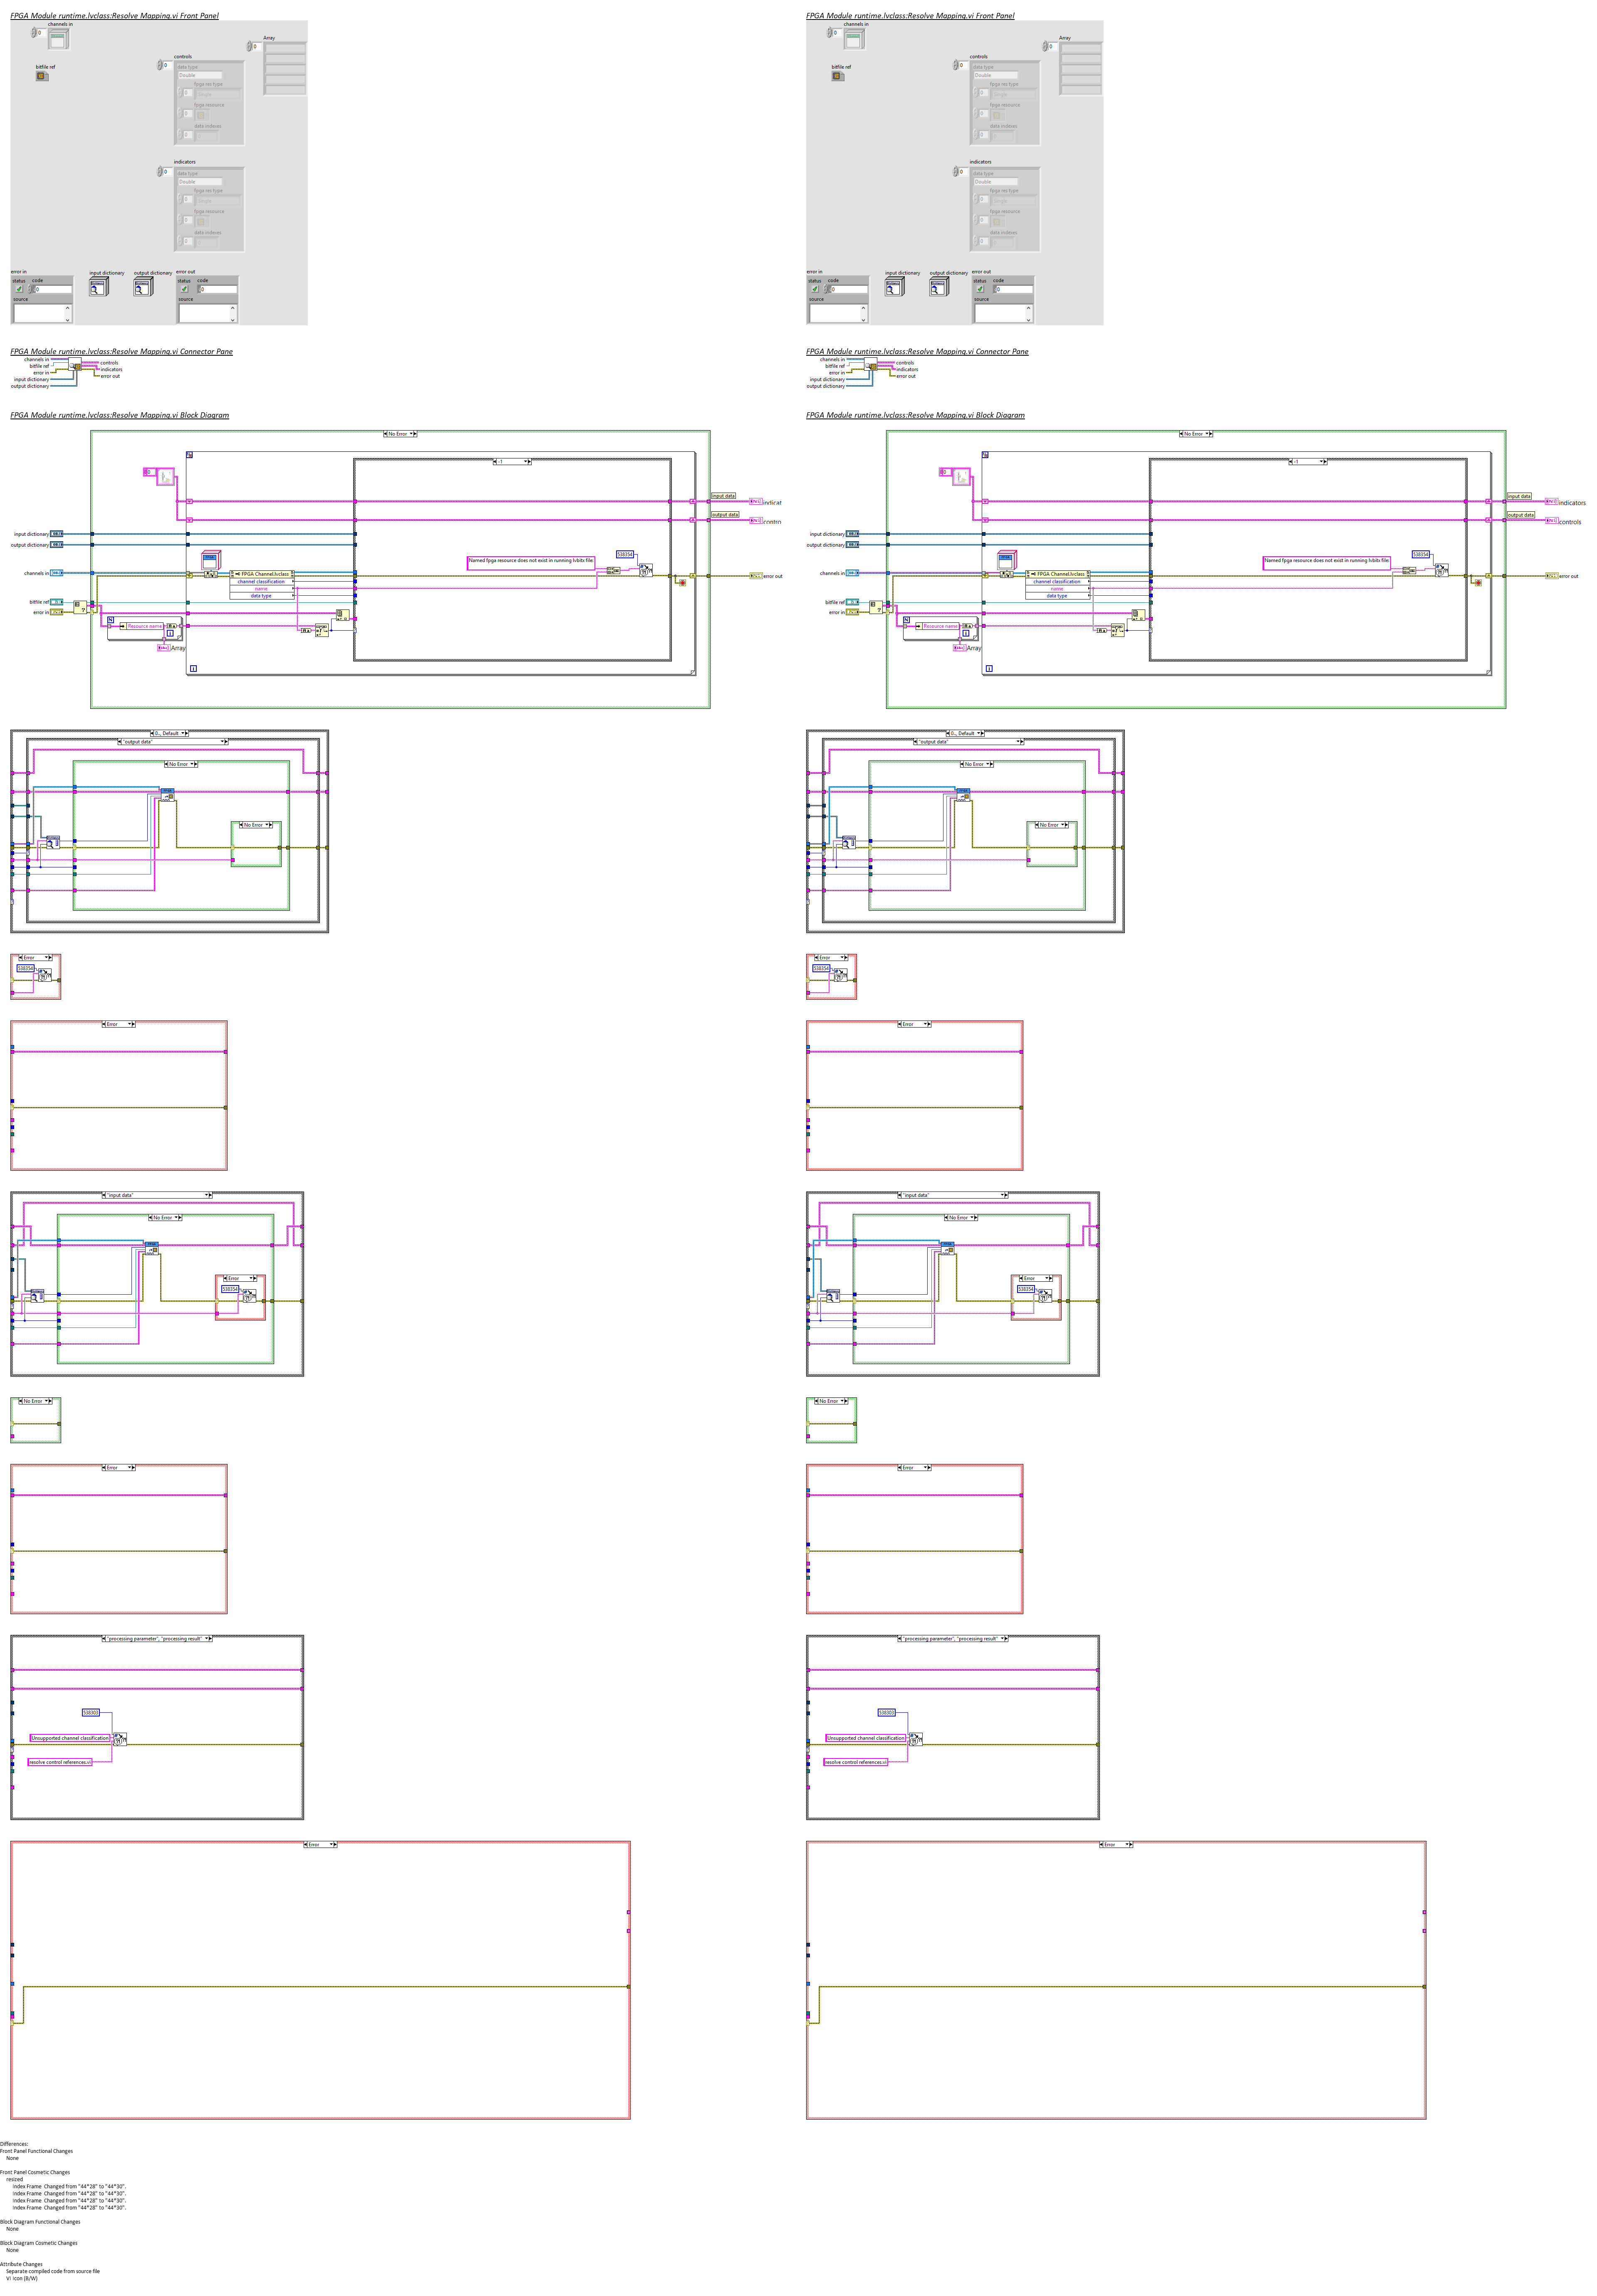 FPGA Module runtime.lvclass:Resolve Mapping.vi Front Panel
channels in
0
bitfile ref
Array
0
controls
0
data type
Double
fpga res type
0
Single
fpga resource
0
data indexes
0
indicators
0
data type
Double
fpga res type
0
Single
fpga resource
0
data indexes
0
error in
status code
0
source
input dictionary
output dictionary
error out
status code
0
source
FPGA Module runtime.lvclass:Resolve Mapping.vi Front Panel
channels in
0
bitfile ref
Array
0
controls
0
data type
Double
fpga res type
0
Single
fpga resource
0
data indexes
0
indicators
0
data type
Double
fpga res type
0
Single
fpga resource
0
data indexes
0
error in
status code
0
source
input dictionary
output dictionary
error out
status code
0
source
FPGA Module runtime.lvclass:Resolve Mapping.vi Connector Pane
channels in
bitfile ref
error in
input dictionary
output dictionary
controls
indicators
error out
FPGA Module runtime.lvclass:Resolve Mapping.vi Connector Pane
channels in
bitfile ref
error in
input dictionary
output dictionary
controls
indicators
error out
FPGA Module runtime.lvclass:Resolve Mapping.vi Block Diagram
No Error
-1
input data
output data
input dictionary
output dictionary
Named fpga resource does not exist in running lvbitx file
538354
channels in
FPGA Channel.lvclass
channel classification
name
data type
error out
bitfile ref
error in
N
Resource name
i
Array
i
FPGA Module runtime.lvclass:Resolve Mapping.vi Block Diagram
No Error
-1
input data
indicators
output data
controls
input dictionary
output dictionary
Named fpga resource does not exist in running lvbitx file
538354
channels in
FPGA Channel.lvclass
channel classification
name
data type
error out
bitfile ref
error in
N
Resource name
i
Array
i
0.., Default
"output data"
No Error
No Error
0.., Default
"output data"
No Error
No Error
Error
538354
Error
538354
Error
Error
"input data"
No Error
Error
538354
"input data"
No Error
Error
538354
No Error
No Error
Error
Error
"processing parameter", "processing result"
538303
Unsupported channel classification
resolve control references.vi
"processing parameter", "processing result"
538303
Unsupported channel classification
resolve control references.vi
Error
Error
Differences:
Front Panel Functional Changes
None
Front Panel Cosmetic Changes
resized
Index Frame Changed from "44*28" to "44*30".
Index Frame Changed from "44*28" to "44*30".
Index Frame Changed from "44*28" to "44*30".
Index Frame Changed from "44*28" to "44*30".
Block Diagram Functional Changes
None
Block Diagram Cosmetic Changes
None
Attribute Changes
Separate compiled code from source file
VI Icon (B/W)